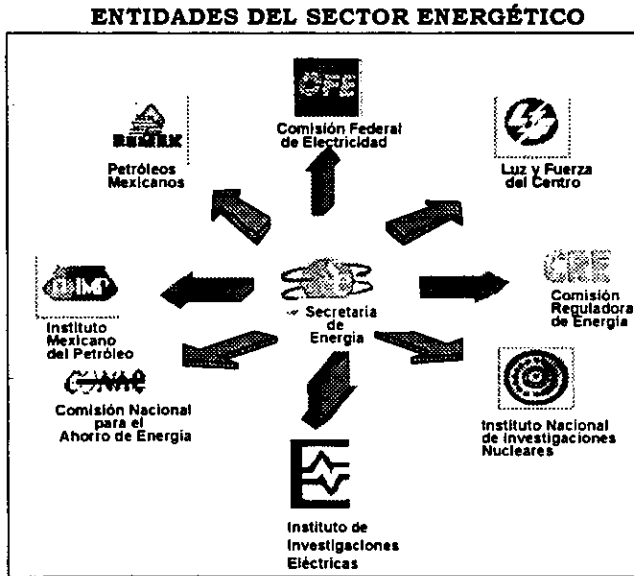 ENTIDADES DEL SECTOR ENERGÉTICO
CFE
Comisión Federal
de Electricidad
PEMEX
Petróleos
Mexicanos
Luz y Fuerza
del Centro
IMP
Instituto
Mexicano
del Petróleo
Secretaría
de
Energía
CRE
Comisión
Reguladora
de Energía
Comisión Nacional
para el
Ahorro de Energía
Instituto Nacional
de Investigaciones
Nucleares
Instituto de
Investigaciones
Eléctricas